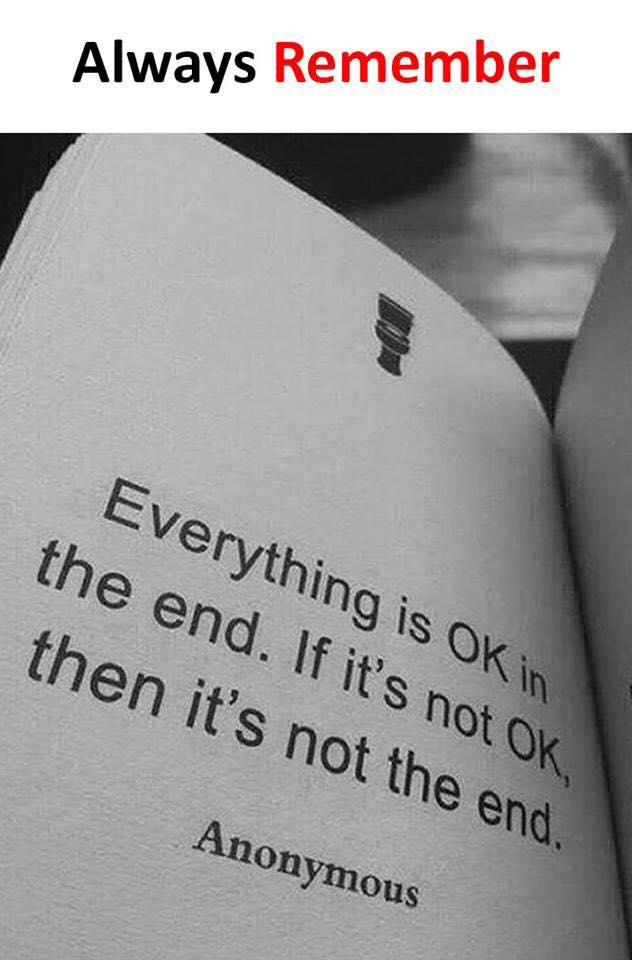 Always Remember
Everything is OK in
the end. If it's not OK,
then it's not the end.
Anonymous